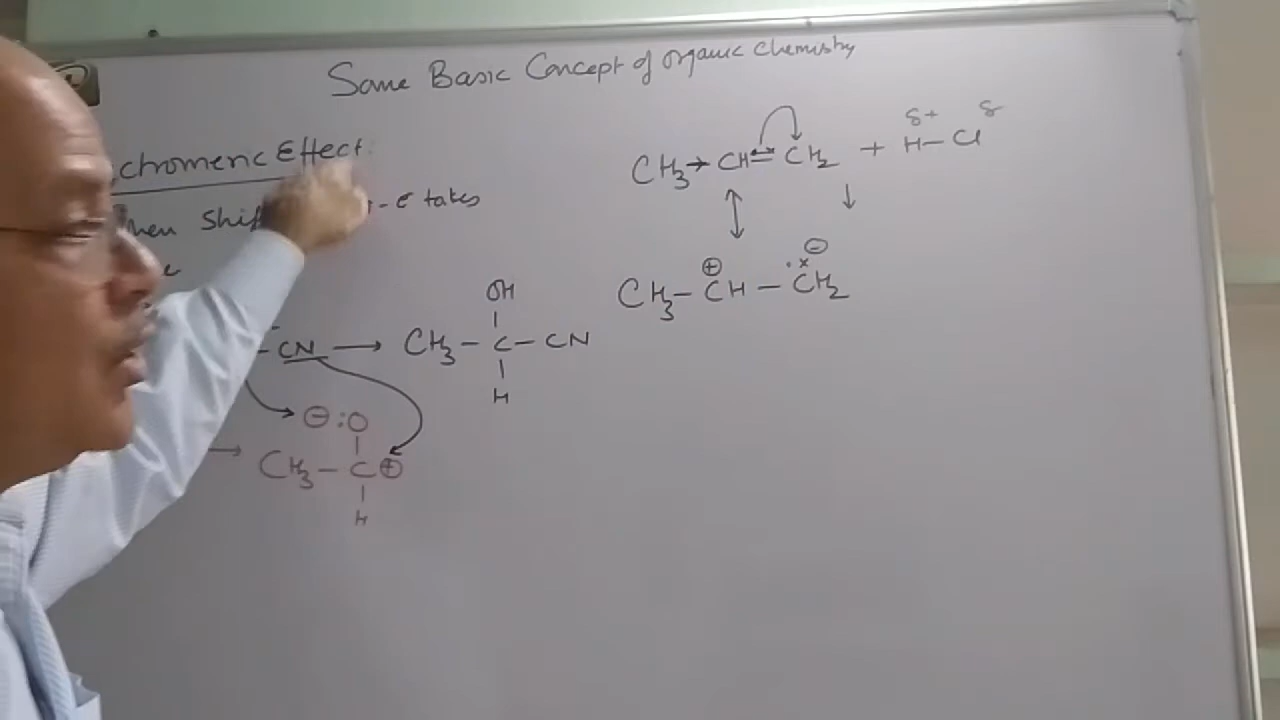 Some Basic Concept of organic chemistry
chromeric Effect
CH3 → CH = CH2 + H – Cl
δ+ δ
hen Shif - e takes
CH3 – CH – CH2
⊕ ⊖
OH
– CN → CH3 – C – CN
H
⊖ : O
→ CH3 – C ⊕
H